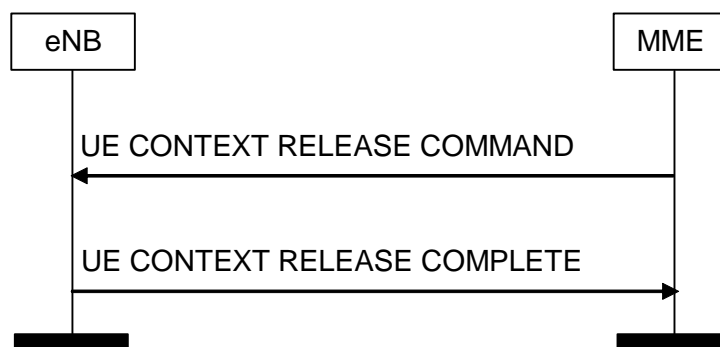 eNB
MME
UE CONTEXT RELEASE COMMAND
UE CONTEXT RELEASE COMPLETE